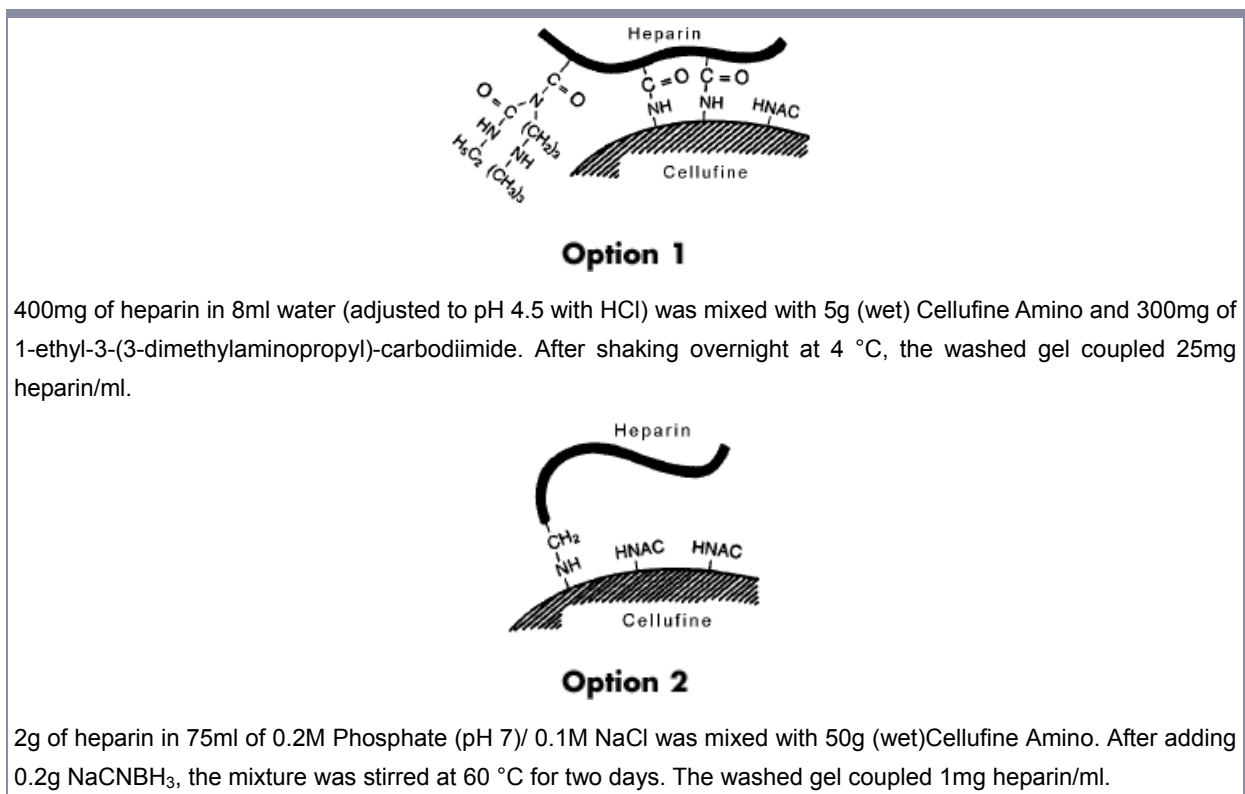 Heparin
C=O C=O
O=C N C=O
NH NH HNAC
HN (CH₂)₃
H₅C₂ NH
(CH₃)₃
Cellufine
Option 1
400mg of heparin in 8ml water (adjusted to pH 4.5 with HCl) was mixed with 5g (wet) Cellufine Amino and 300mg of
1-ethyl-3-(3-dimethylaminopropyl)-carbodiimide. After shaking overnight at 4 °C, the washed gel coupled 25mg
heparin/ml.
Heparin
CH₂
NH HNAC HNAC
Cellufine
Option 2
2g of heparin in 75ml of 0.2M Phosphate (pH 7)/ 0.1M NaCl was mixed with 50g (wet)Cellufine Amino. After adding
0.2g NaCNBH₃, the mixture was stirred at 60 °C for two days. The washed gel coupled 1mg heparin/ml.